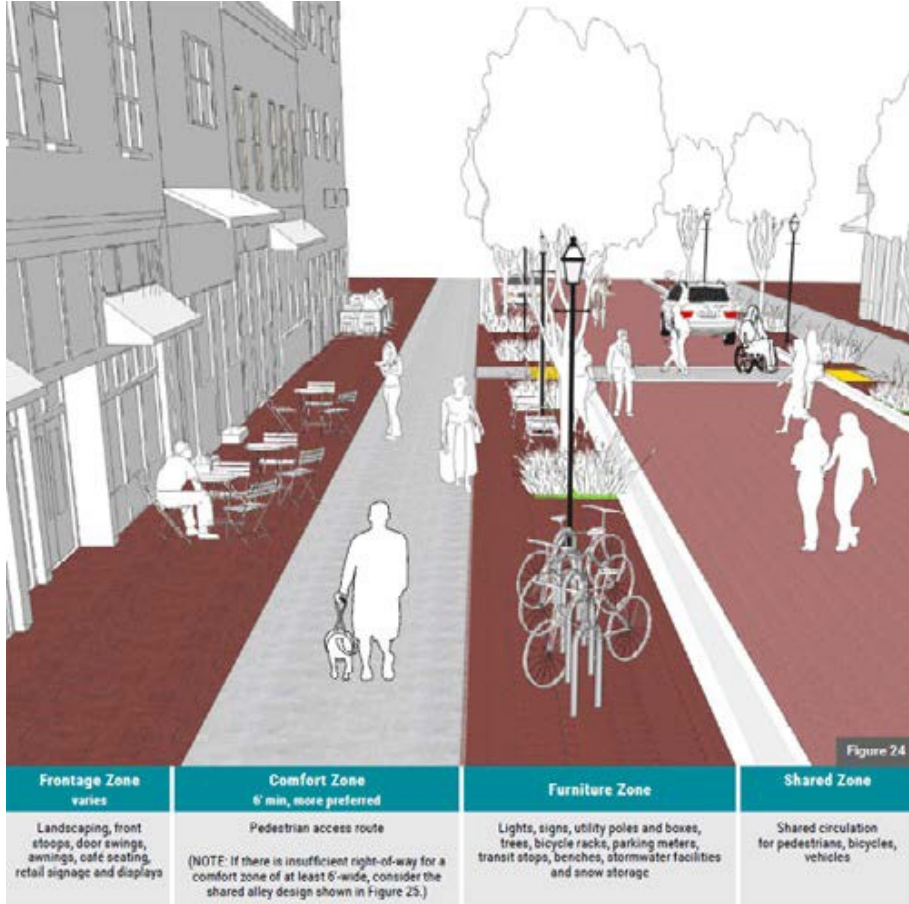 Figure 24
Frontage Zone
varies
Landscaping, front
stoops, door swings,
awnings, café seating,
retail signage and displays
Comfort Zone
6' min, more preferred
Pedestrian access route
(NOTE: If there is insufficient right-of-way for a
comfort zone of at least 6'-wide, consider the
shared alley design shown in Figure 25.)
Furniture Zone
Lights, signs, utility poles and boxes,
trees, bicycle racks, parking meters,
transit stops, benches, stormwater facilities
and snow storage
Shared Zone
Shared circulation
for pedestrians, bicycles,
vehicles